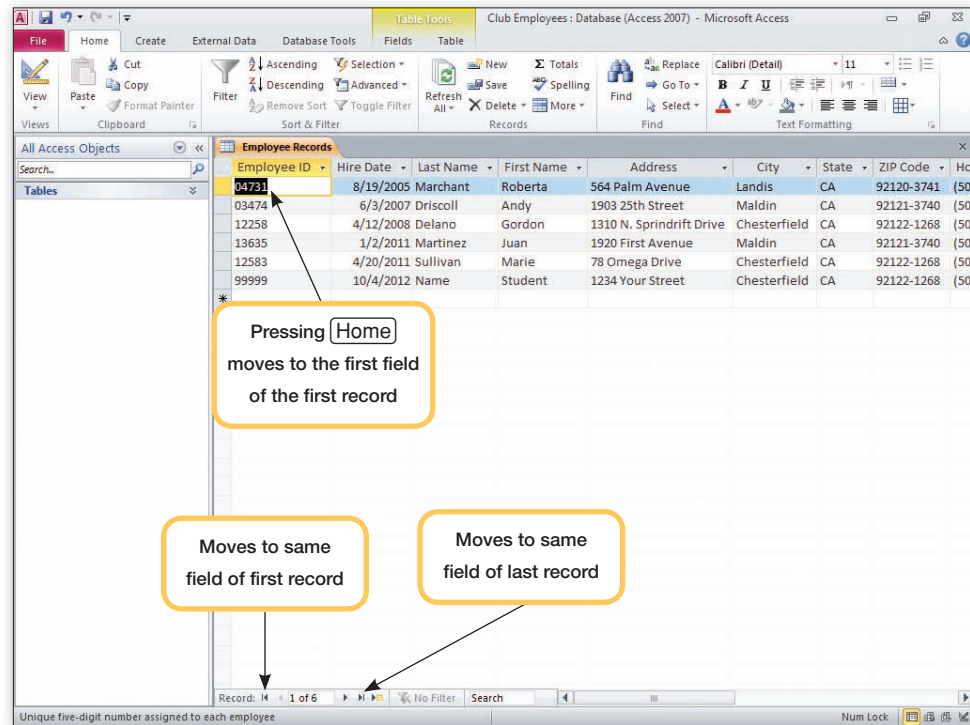 Table Tools
Club Employees : Database (Access 2007) - Microsoft Access
File Home Create External Data Database Tools Fields Table
View
Views
Paste
Cut
Copy
Format Painter
Clipboard
Filter
Ascending
Descending
Remove Sort
Selection
Advanced
Toggle Filter
Sort & Filter
Refresh All
New
Save
Delete
Totals
Spelling
More
Records
Find
Replace
Go To
Select
Find
Calibri (Detail) 11
B I U
A ab
Text Formatting
All Access Objects
Search...
Tables
Employee Records
Employee ID Hire Date Last Name First Name Address City State ZIP Code Ho
04731 8/19/2005 Marchant Roberta 564 Palm Avenue Landis CA 92120-3741 (50
03474 6/3/2007 Driscoll Andy 1903 25th Street Maldin CA 92121-3740 (50
12258 4/12/2008 Delano Gordon 1310 N. Sprindrift Drive Chesterfield CA 92122-1268 (50
13635 1/2/2011 Martinez Juan 1920 First Avenue Maldin CA 92121-3740 (50
12583 4/20/2011 Sullivan Marie 78 Omega Drive Chesterfield CA 92122-1268 (50
99999 10/4/2012 Name Student 1234 Your Street Chesterfield CA 92122-1268 (50
Pressing Home
moves to the first field
of the first record
Moves to same
field of first record
Moves to same
field of last record
Record: 1 of 6 No Filter Search
Unique five-digit number assigned to each employee
Num Lock